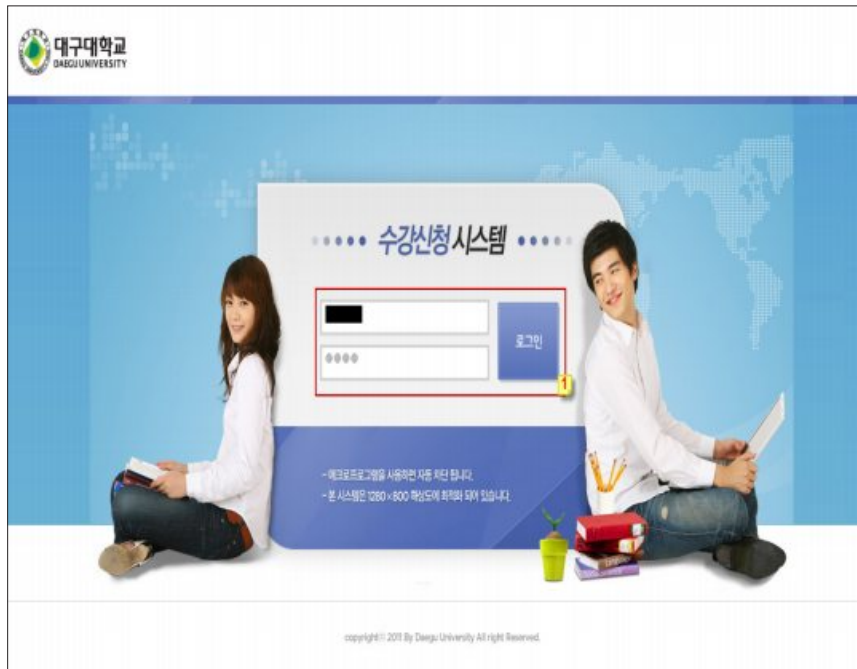 대구대학교
DAEGU UNIVERSITY
수강신청 시스템
로그인
1
- 매크로프로그램을 사용하면 자동 차단 됩니다.
- 본 시스템은 1280 x 800 해상도에 최적화 되어 있습니다.
copyright© 2011 By Daegu University All right Reserved.